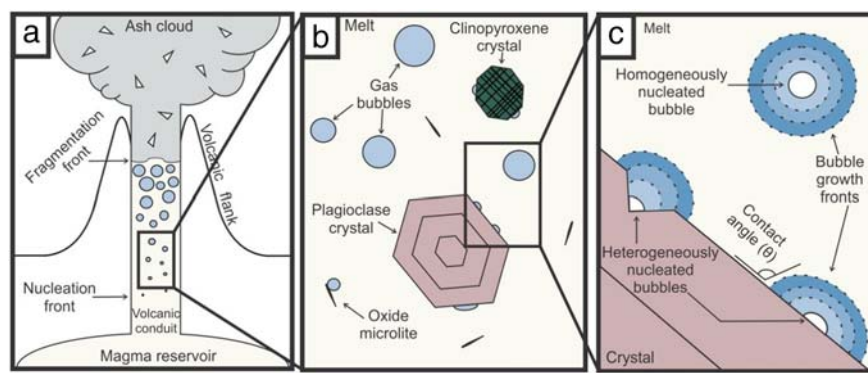 a
Ash cloud
Fragmentation
front
Volcanic flank
Nucleation
front
Volcanic
conduit
Magma reservoir
b
Melt
Clinopyroxene
crystal
Gas
bubbles
Plagioclase
crystal
Oxide
microlite
c
Melt
Homogeneously
nucleated
bubble
Bubble
growth
fronts
Contact
angle (θ)
Heterogeneously
nucleated
bubbles
Crystal